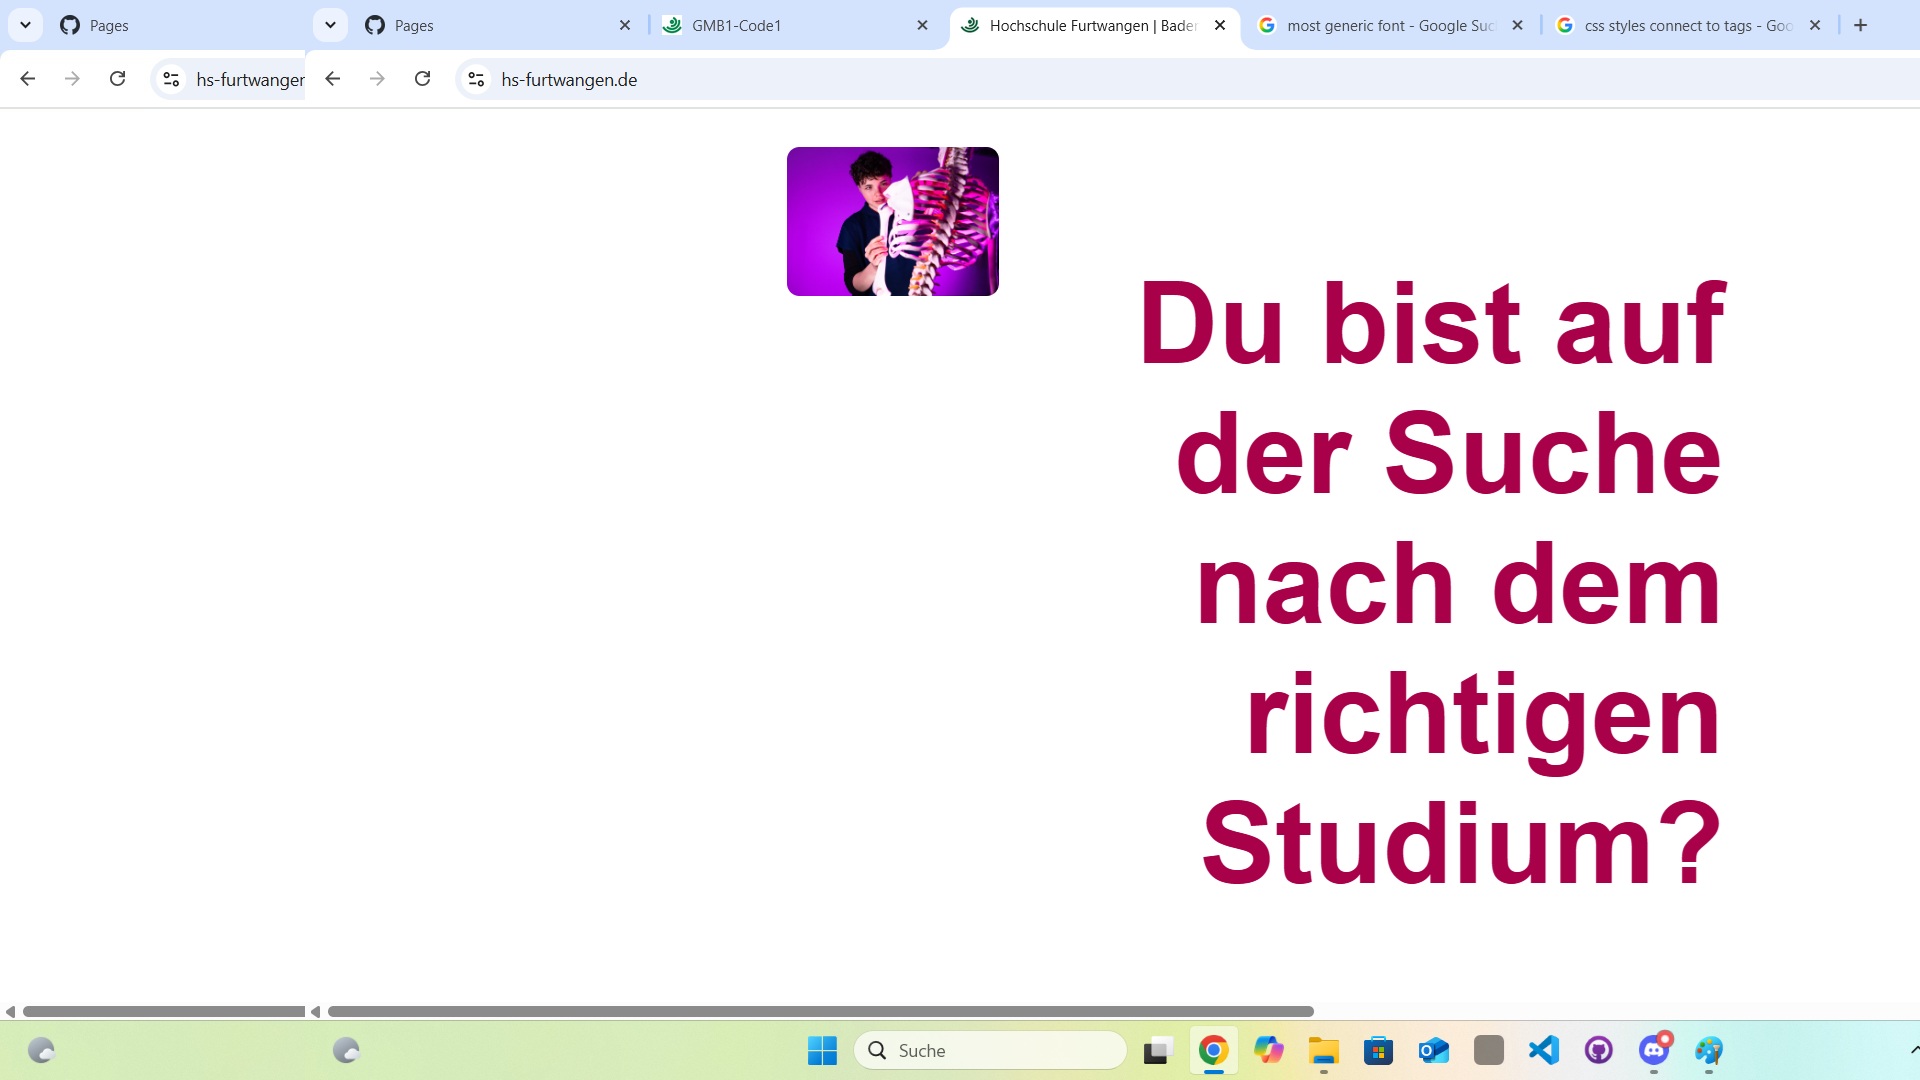 Pages
Pages
GMB1-Code1
Hochschule Furtwangen | Baden
most generic font - Google Suc
css styles connect to tags - Goo
hs-furtwangen
hs-furtwangen.de
Du bist auf
der Suche
nach dem
richtigen
Studium?
Suche